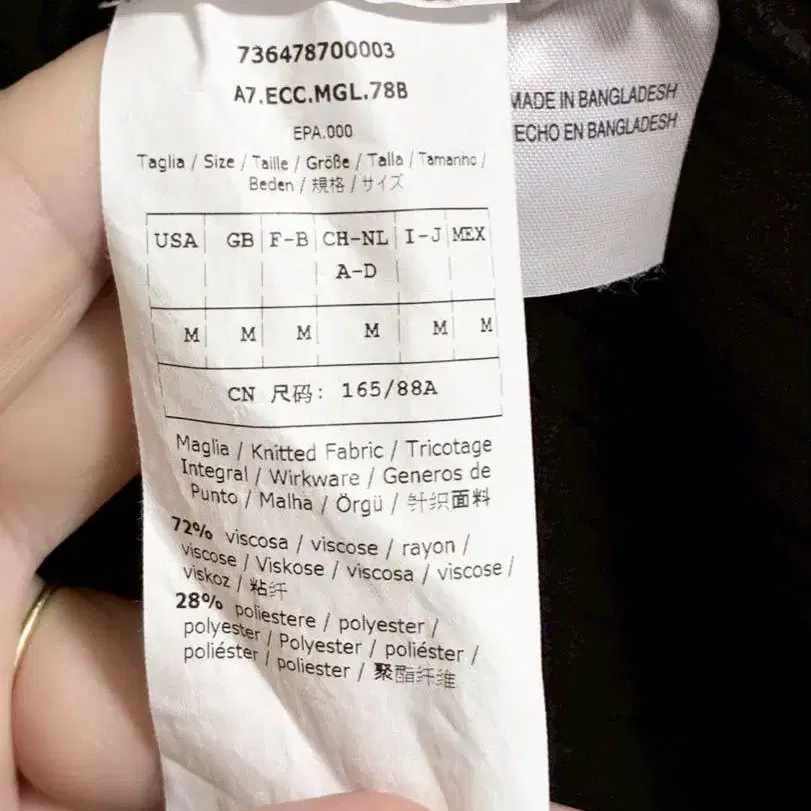 736478700003
A7.ECC.MGL.78B
EPA.000
Taglia / Size / Taille / Größe / Talla / Tamanho /
Beden / 規格 / サイズ
USA GB F-B CH-NL I-J MEX
A-D
M M M M M M
CN 尺码: 165/88A
Maglia / Knitted Fabric / Tricotage
Integral / Wirkware / Generos de
Punto / Malha / Örgü / 针织面料
72% viscosa / viscose / rayon /
viscose / Viskose / viscosa / viscose /
viskoz / 粘纤
28% poliestere / polyester /
polyester / Polyester / poliéster /
poliéster / poliester / 聚酯纤维
MADE IN BANGLADESH
ECHO EN BANGLADESH